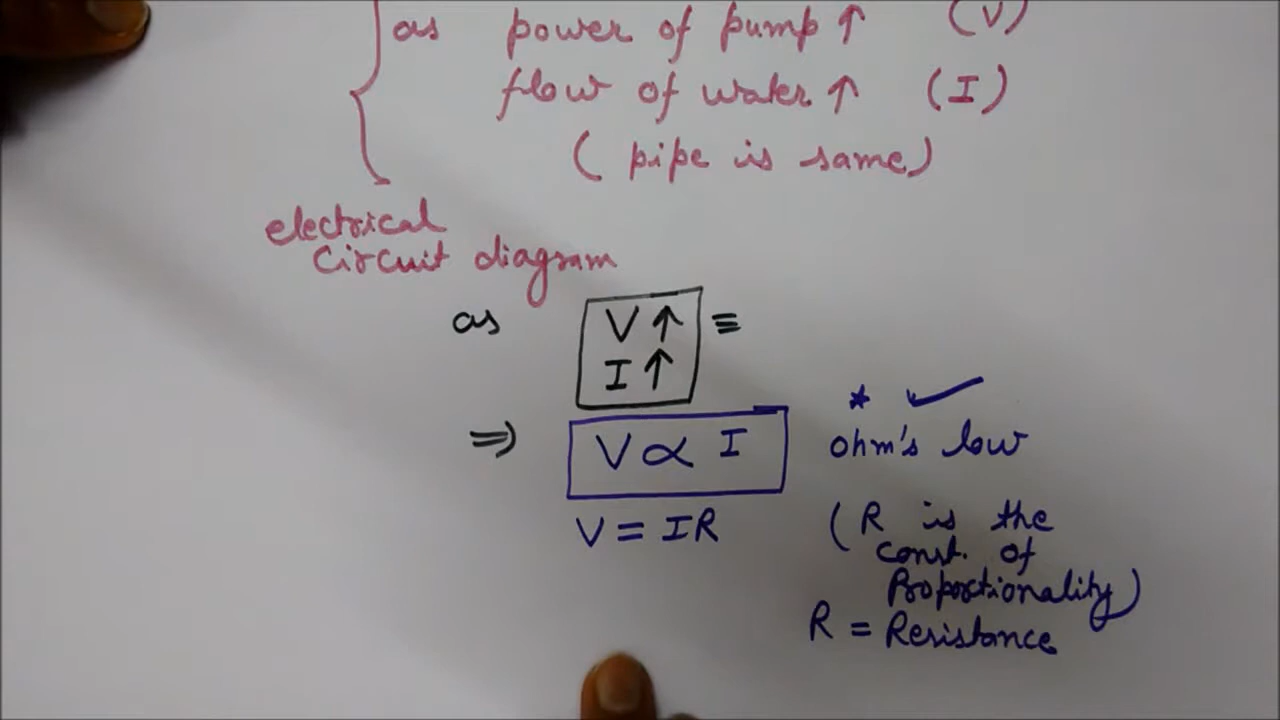 as power of pump ↑ (V)
flow of water ↑ (I)
( pipe is same)
electrical
circuit diagram
as V↑ ≡
I↑
* ✓
⇒ V ∝ I ohm's low
V = IR (R is the
const. of
Proportionality)
R = Resistance